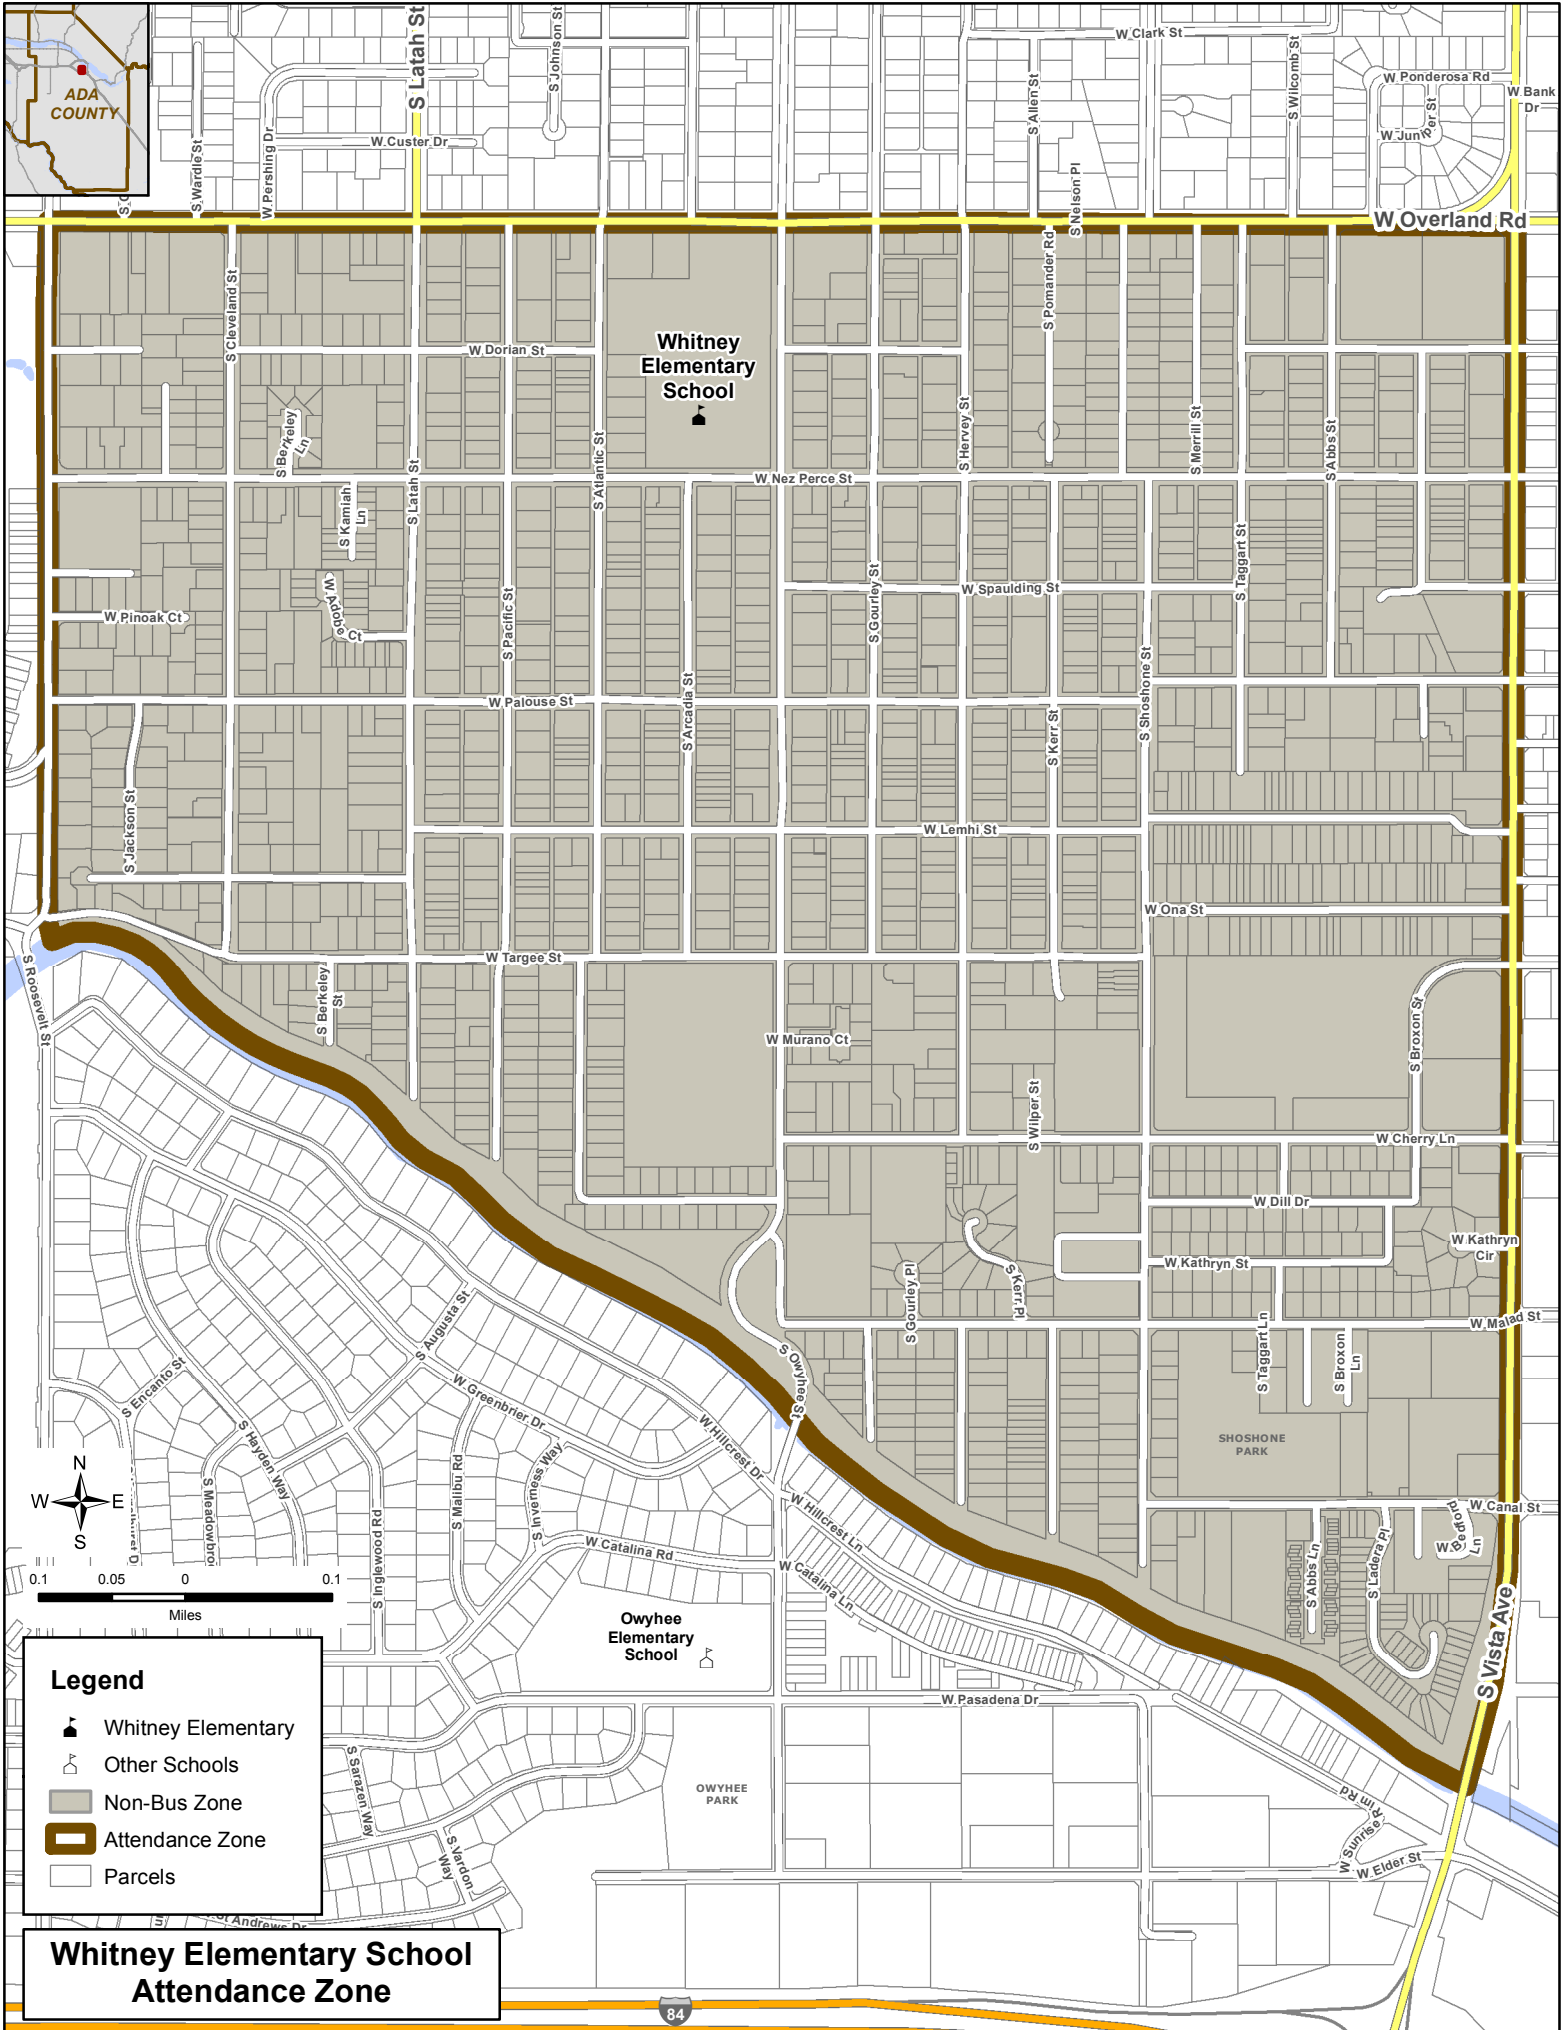 ADA
COUNTY
S Latah St
S Johnson St
W Clark St
S Wilcomb St
W Ponderosa Rd
W Bank
Dr
W Juniper St
S Allen St
S Nelson Pl
W Custer Dr
W Pershing Dr
S Wardle St
W Overland Rd
S Cleveland St
S Pomander Rd
W Dorian St
Whitney
Elementary
School
S Berkeley
Ln
S Hervey St
S Merrill St
S Abbs St
S Atlantic St
S Latah St
W Nez Perce St
S Kamiah
Ln
S Taggart St
W Adobe Ct
S Pacific St
S Gourley St
W Spaulding St
W Pinoak Ct
S Shoshone St
S Arcadia St
W Palouse St
S Kerr St
S Jackson St
W Lemhi St
W Ona St
W Targee St
S Roosevelt St
S Berkeley
St
S Broxon St
W Murano Ct
S Wilper St
W Cherry Ln
W Dill Dr
W Kathryn
Cir
W Kathryn St
S Gourley Pl
S Kerr Pl
S Augusta St
W Malad St
S Taggart Ln
S Broxon
Ln
S Owyhee St
S Encanto St
W Greenbrier Dr
W Hillcrest Dr
S Hayden Way
SHOSHONE
PARK
S Malibu Rd
S Inverness Way
N
W
E
S
S Inglewood Rd
W Hillcrest Ln
W Canal St
W Bedford
Ln
S Ladera Pl
S Abbs Ln
W Catalina Rd
W Catalina Ln
0.1
0.05
0
0.1
Miles
Owyhee
Elementary
School
S Vista Ave
W Pasadena Dr
Legend
Whitney Elementary
Other Schools
Non-Bus Zone
Attendance Zone
Parcels
S Sarazen Way
S Vardon
Way
OWYHEE
PARK
W Sunrise Rim Rd
W Elder St
St Andrews Dr
Whitney Elementary School
Attendance Zone
84